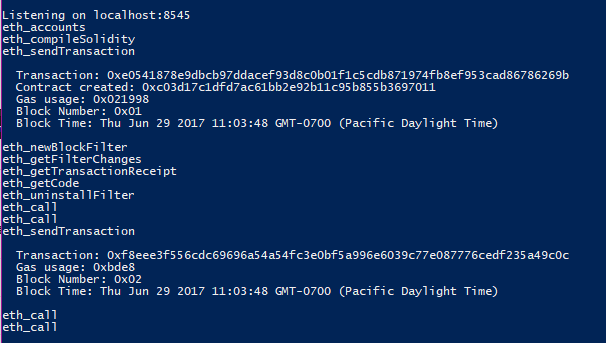 Listening on localhost:8545
eth_accounts
eth_compileSolidity
eth_sendTransaction
Transaction: 0xe0541878e9dbcb97ddacef93d8c0b01f1c5cdb871974fb8ef953cad86786269b
Contract created: 0xc03d17c1dfd7ac61bb2e92b11c95b855b3697011
Gas usage: 0x021998
Block Number: 0x01
Block Time: Thu Jun 29 2017 11:03:48 GMT-0700 (Pacific Daylight Time)
eth_newBlockFilter
eth_getFilterChanges
eth_getTransactionReceipt
eth_getCode
eth_uninstallFilter
eth_call
eth_call
eth_sendTransaction
Transaction: 0xf8eee3f556cdc69696a54a54fc3e0bf5a996e6039c77e087776cedf235a49c0c
Gas usage: 0xbde8
Block Number: 0x02
Block Time: Thu Jun 29 2017 11:03:48 GMT-0700 (Pacific Daylight Time)
eth_call
eth_call